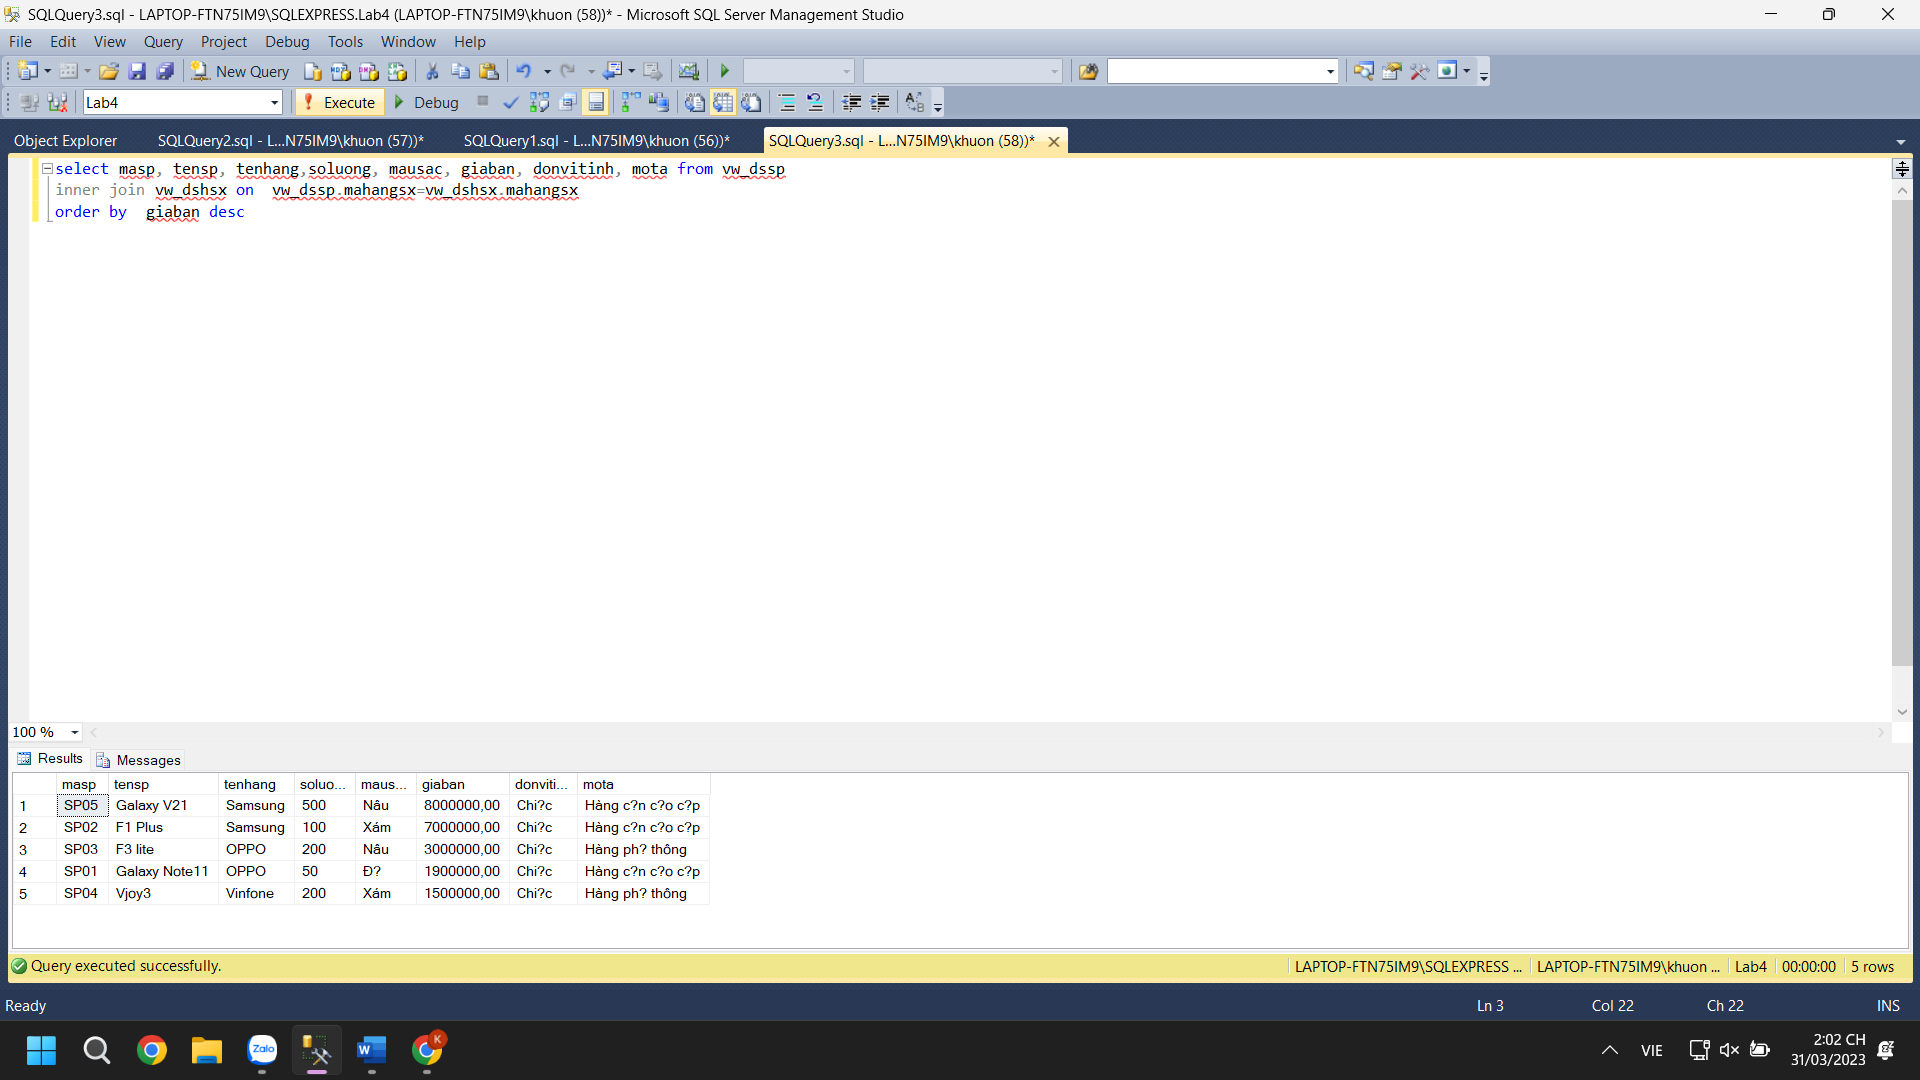 SQLQuery3.sql - LAPTOP-FTN75IM9\SQLEXPRESS.Lab4 (LAPTOP-FTN75IM9\khuon (58))* - Microsoft SQL Server Management Studio
File Edit View Query Project Debug Tools Window Help
New Query
Lab4 Execute Debug
Object Explorer SQLQuery2.sql - L...N75IM9\khuon (57))* SQLQuery1.sql - L...N75IM9\khuon (56))* SQLQuery3.sql - L...N75IM9\khuon (58))*
select masp, tensp, tenhang,soluong, mausac, giaban, donvitinh, mota from vw_dssp
inner join vw_dshsx on vw_dssp.mahangsx=vw_dshsx.mahangsx
order by giaban desc
100 %
Results Messages
masp tensp tenhang soluo... maus... giaban donviti... mota
1 SP05 Galaxy V21 Samsung 500 Nâu 8000000,00 Chi?c Hàng c?n c?o c?p
2 SP02 F1 Plus Samsung 100 Xám 7000000,00 Chi?c Hàng c?n c?o c?p
3 SP03 F3 lite OPPO 200 Nâu 3000000,00 Chi?c Hàng ph? thông
4 SP01 Galaxy Note11 OPPO 50 Đ? 1900000,00 Chi?c Hàng c?n c?o c?p
5 SP04 Vjoy3 Vinfone 200 Xám 1500000,00 Chi?c Hàng ph? thông
Query executed successfully. LAPTOP-FTN75IM9\SQLEXPRESS ... LAPTOP-FTN75IM9\khuon ... Lab4 00:00:00 5 rows
Ready Ln 3 Col 22 Ch 22 INS
Zalo W K VIE 2:02 CH
31/03/2023